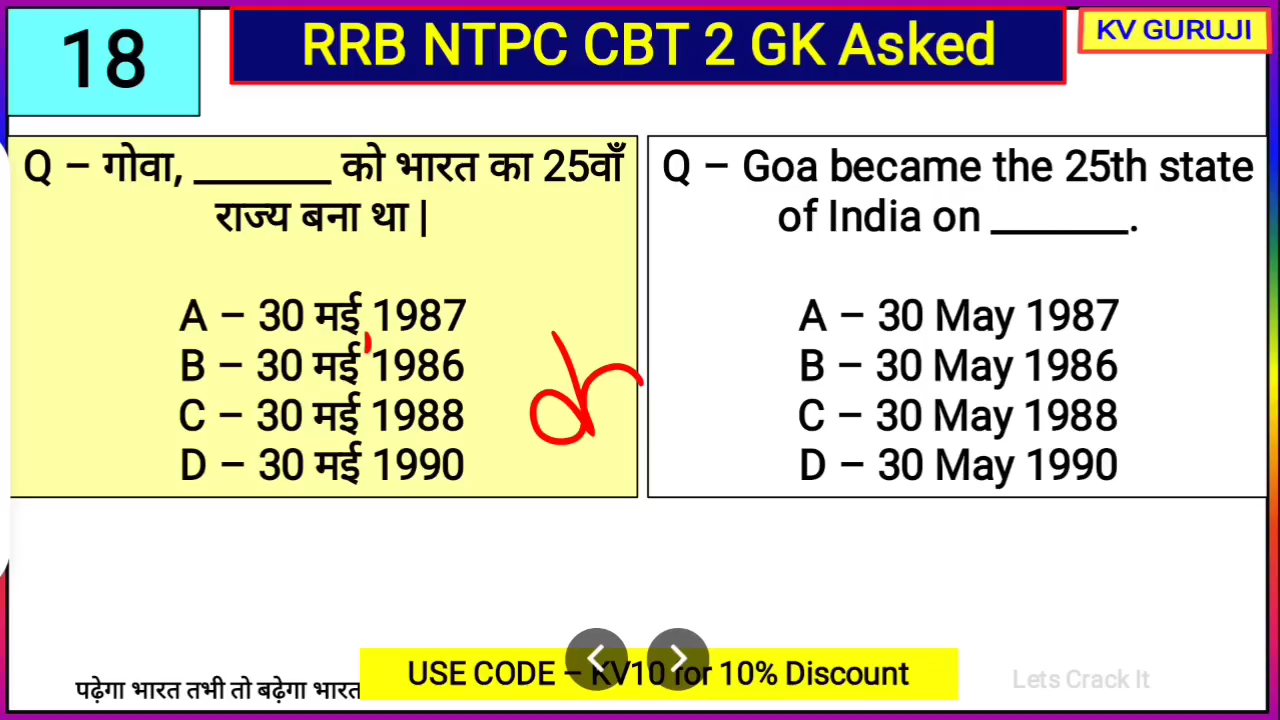 18
RRB NTPC CBT 2 GK Asked
KV GURUJI
Q – गोवा, ______ को भारत का 25वाँ
राज्य बना था |
A – 30 मई 1987
B – 30 मई 1986
C – 30 मई 1988
D – 30 मई 1990
Q – Goa became the 25th state
of India on ______.
A – 30 May 1987
B – 30 May 1986
C – 30 May 1988
D – 30 May 1990
पढ़ेगा भारत तभी तो बढ़ेगा भारत
USE CODE – KV10 for 10% Discount
Lets Crack It